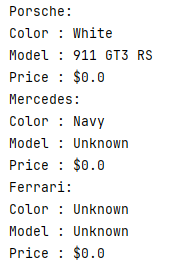 Porsche:
Color : White
Model : 911 GT3 RS
Price : $0.0
Mercedes:
Color : Navy
Model : Unknown
Price : $0.0
Ferrari:
Color : Unknown
Model : Unknown
Price : $0.0